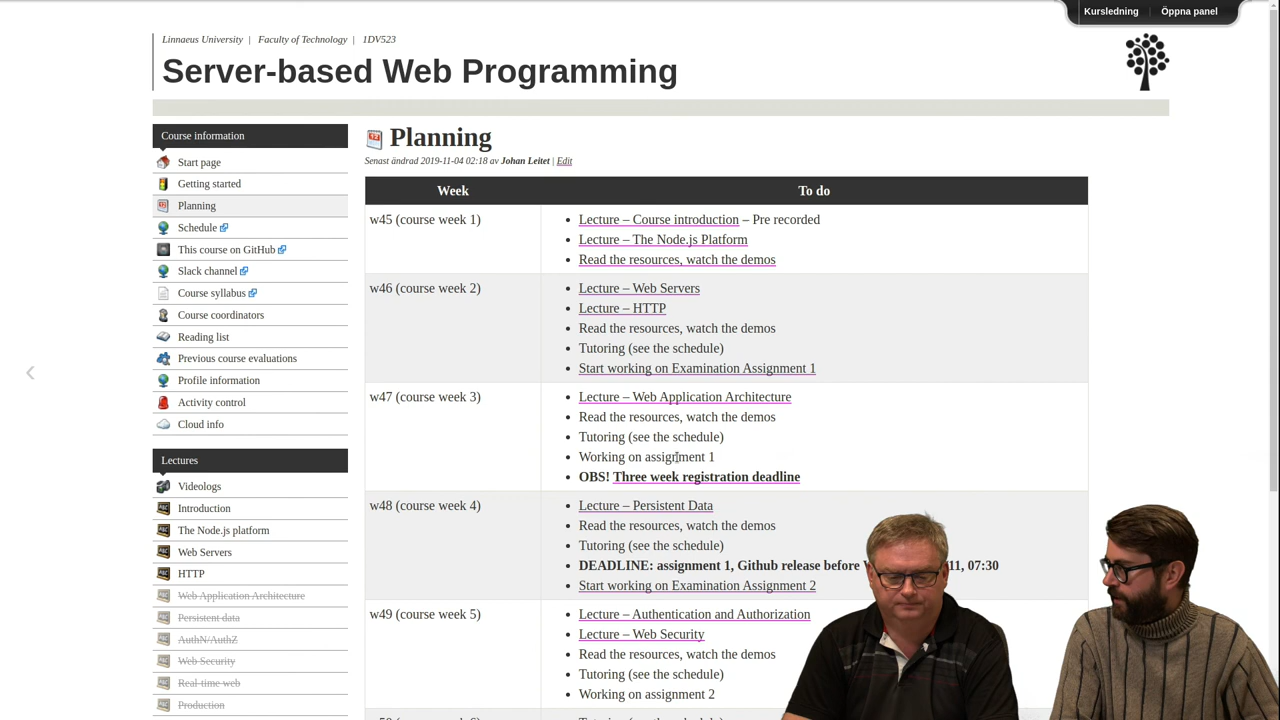 Kursledning | Öppna panel
Linnaeus University | Faculty of Technology | 1DV523
Server-based Web Programming
Course information
Start page
Getting started
Planning
Schedule
This course on GitHub
Slack channel
Course syllabus
Course coordinators
Reading list
Previous course evaluations
Profile information
Activity control
Cloud info
Lectures
Videologs
Introduction
The Node.js platform
Web Servers
HTTP
Web Application Architecture
Persistent data
AuthN/AuthZ
Web Security
Real-time web
Production
Planning
Senast ändrad 2019-11-04 02:18 av Johan Leitet | Edit
Week To do
w45 (course week 1)
Lecture – Course introduction – Pre recorded
Lecture – The Node.js Platform
Read the resources, watch the demos
w46 (course week 2)
Lecture – Web Servers
Lecture – HTTP
Read the resources, watch the demos
Tutoring (see the schedule)
Start working on Examination Assignment 1
w47 (course week 3)
Lecture – Web Application Architecture
Read the resources, watch the demos
Tutoring (see the schedule)
Working on assignment 1
OBS! Three week registration deadline
w48 (course week 4)
Lecture – Persistent Data
Read the resources, watch the demos
Tutoring (see the schedule)
DEADLINE: assignment 1, Github release before 11, 07:30
Start working on Examination Assignment 2
w49 (course week 5)
Lecture – Authentication and Authorization
Lecture – Web Security
Read the resources, watch the demos
Tutoring (see the schedule)
Working on assignment 2